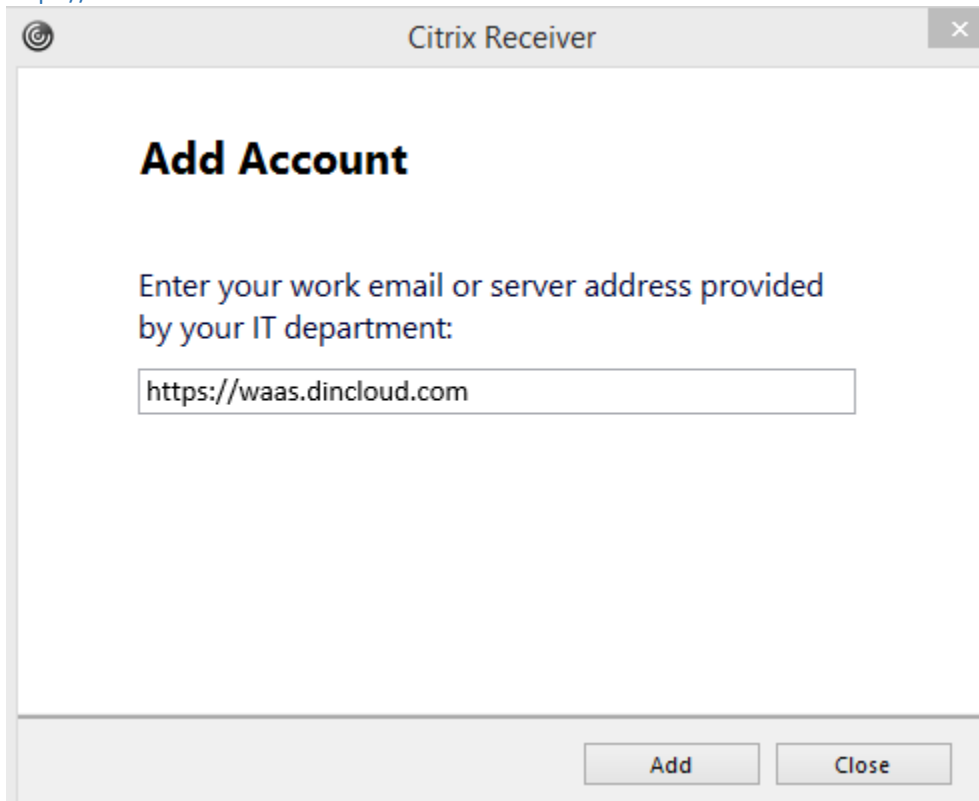 Citrix Receiver
Add Account
Enter your work email or server address provided
by your IT department:
https://waas.dincloud.com
Add
Close